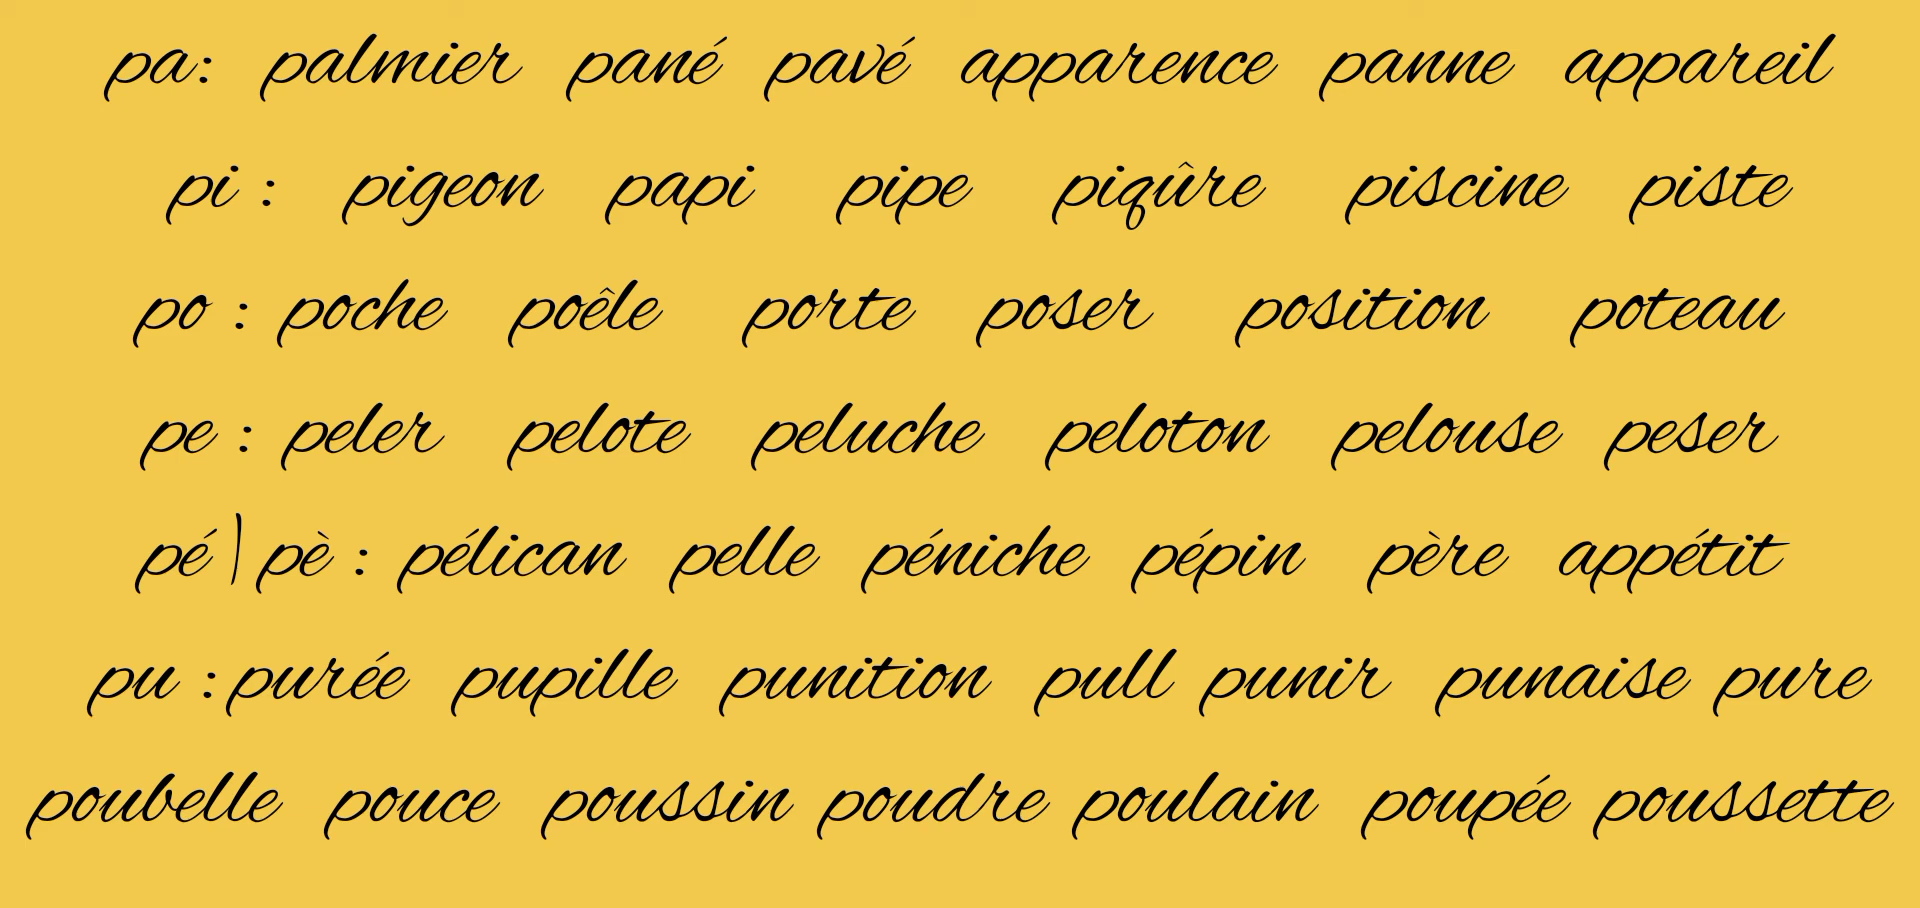 pa: palmier pané pavé apparence panne appareil
pi : pigeon papi pipe piqûre piscine piste
po : poche poêle porte poser position poteau
pe : peler pelote peluche peloton pelouse peser
pé \ pè : pélican pelle péniche pépin père appétit
pu : purée pupille punition pull punir punaise pure
poubelle pouce poussin poudre poulain poupée poussette